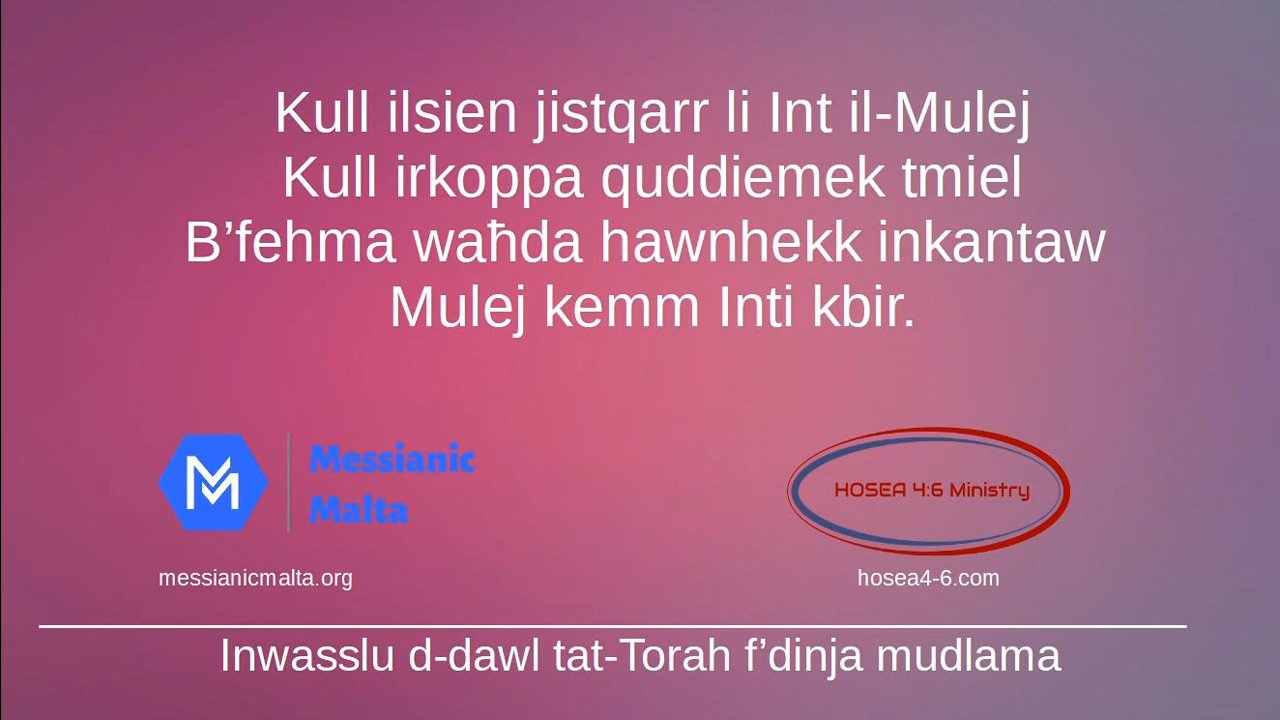 Kull ilsien jistqarr li Int il-Mulej
Kull irkoppa quddiemek tmiel
B’fehma waħda hawnhekk inkantaw
Mulej kemm Inti kbir.
Messianic
Malta
HOSEA 4:6 Ministry
messianicmalta.org
hosea4-6.com
Inwasslu d-dawl tat-Torah f’dinja mudlama